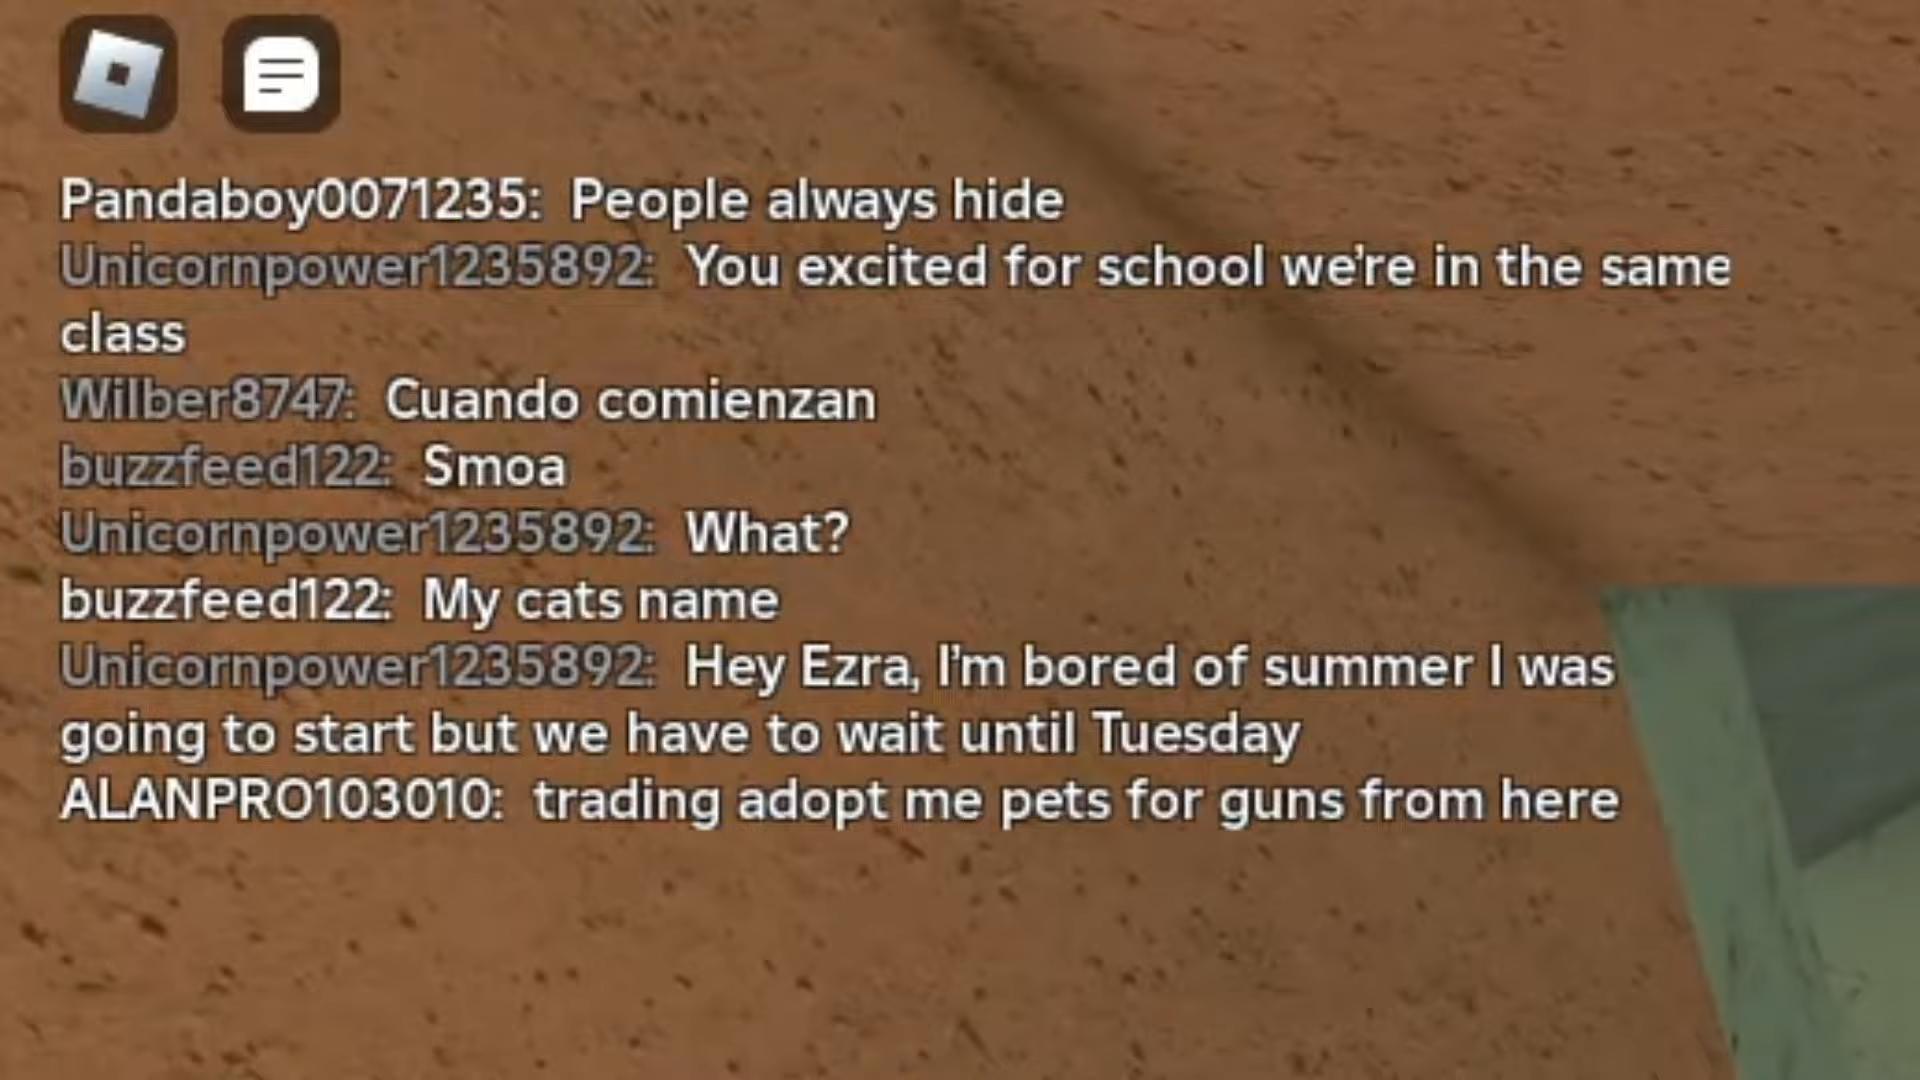 Pandaboy0071235: People always hide
Unicornpower1235892: You excited for school we're in the same
class
Wilber8747: Cuando comienzan
buzzfeed122: Smoa
Unicornpower1235892: What?
buzzfeed122: My cats name
Unicornpower1235892: Hey Ezra, I'm bored of summer I was
going to start but we have to wait until Tuesday
ALANPRO103010: trading adopt me pets for guns from here